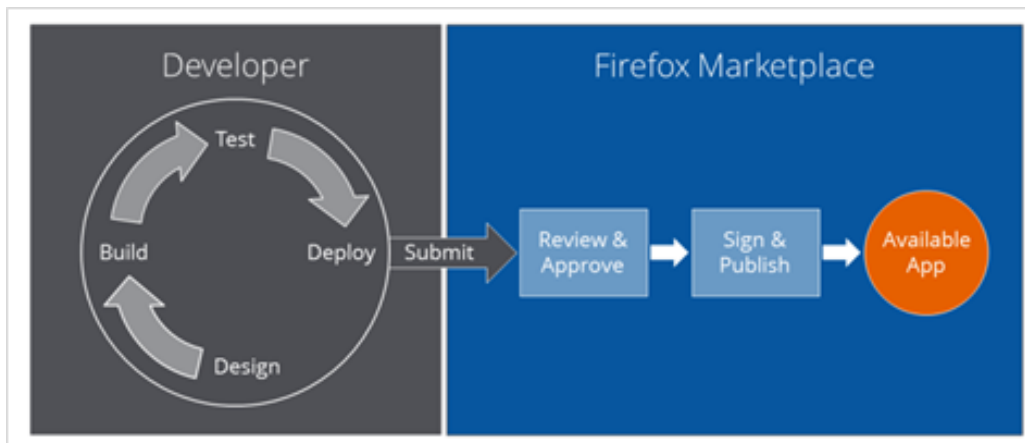 Developer
Firefox Marketplace
Test
Build
Deploy
Design
Submit
Review &
Approve
Sign &
Publish
Available
App